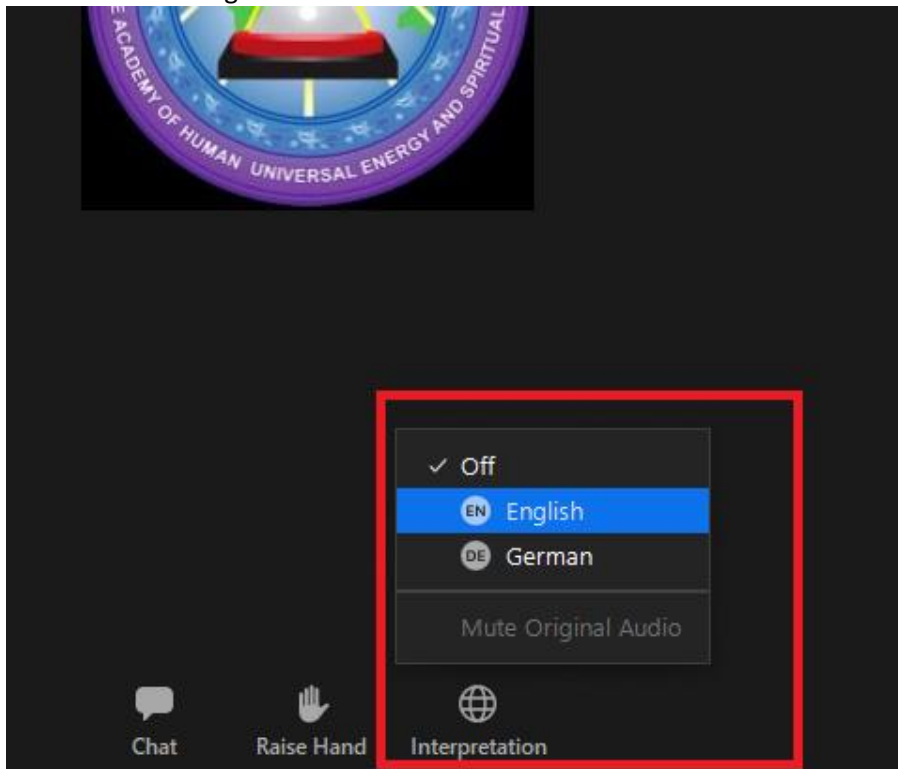 E ACADEMY OF HUMAN UNIVERSAL ENERGY AND SPIRITUAL
Off
EN English
DE German
Mute Original Audio
Chat Raise Hand Interpretation